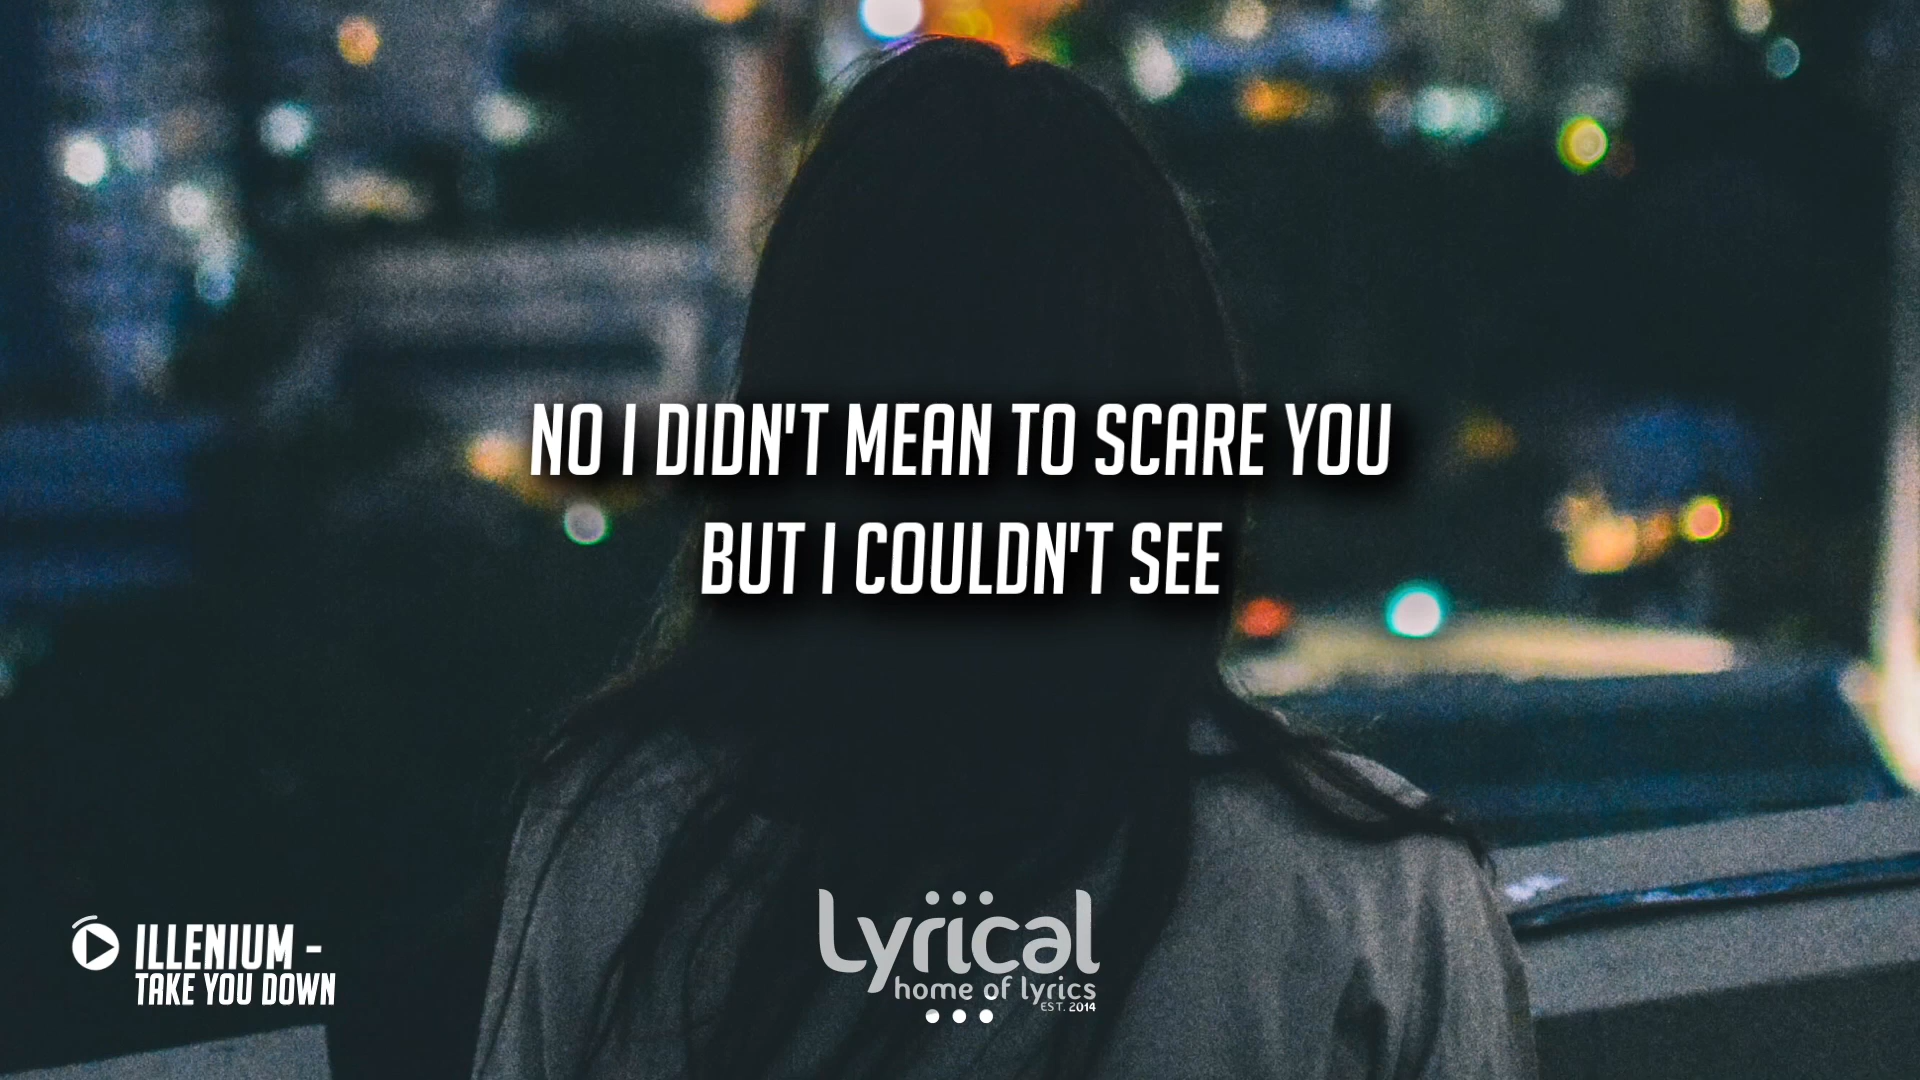 NO I DIDN'T MEAN TO SCARE YOU
BUT I COULDN'T SEE
ILLENIUM -
TAKE YOU DOWN
Lyrical
home of lyrics
EST. 2014